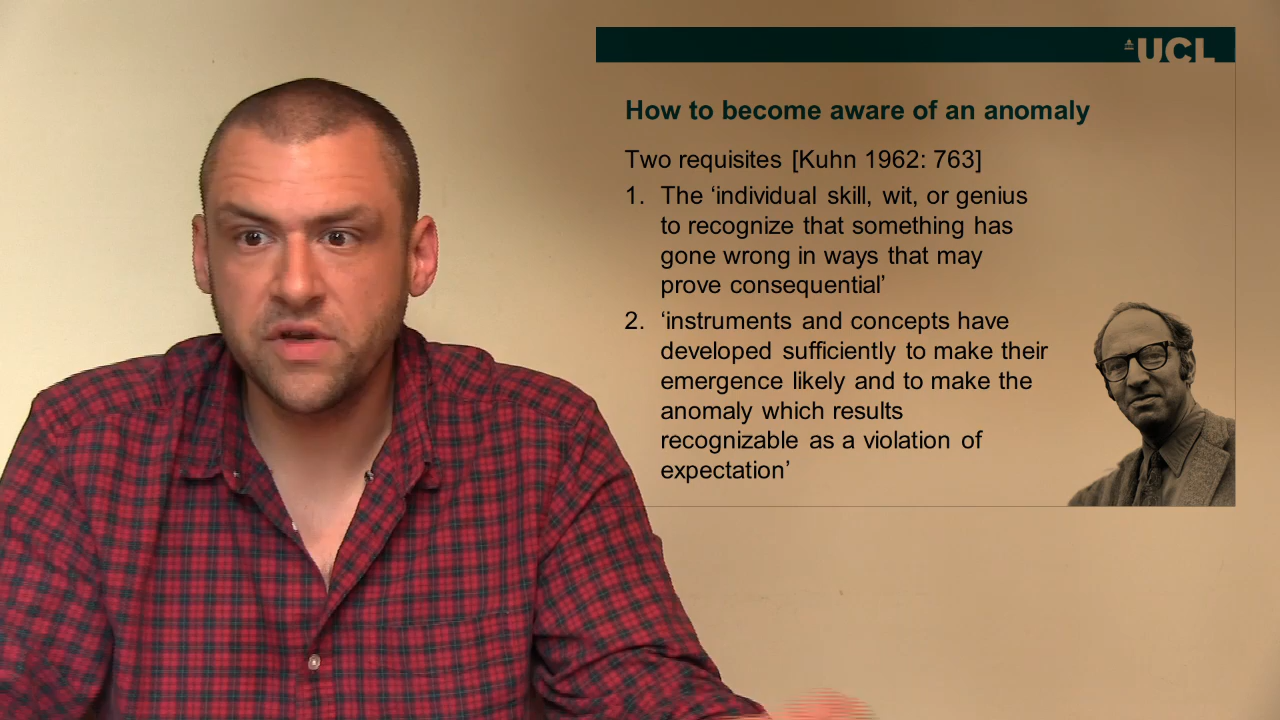 UCL
How to become aware of an anomaly
Two requisites [Kuhn 1962: 763]
1. The ‘individual skill, wit, or genius
to recognize that something has
gone wrong in ways that may
prove consequential’
2. ‘instruments and concepts have
developed sufficiently to make their
emergence likely and to make the
anomaly which results
recognizable as a violation of
expectation’